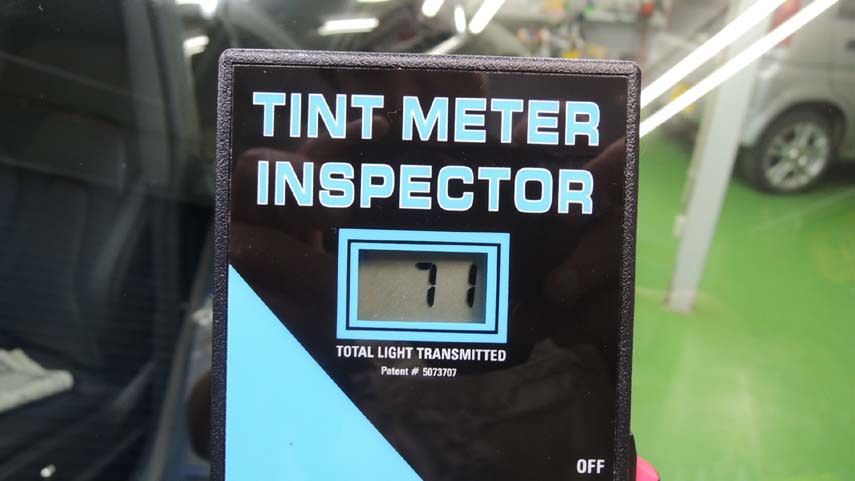 TINT METER
INSPECTOR
71
TOTAL LIGHT TRANSMITTED
Patent # 5073707
OFF